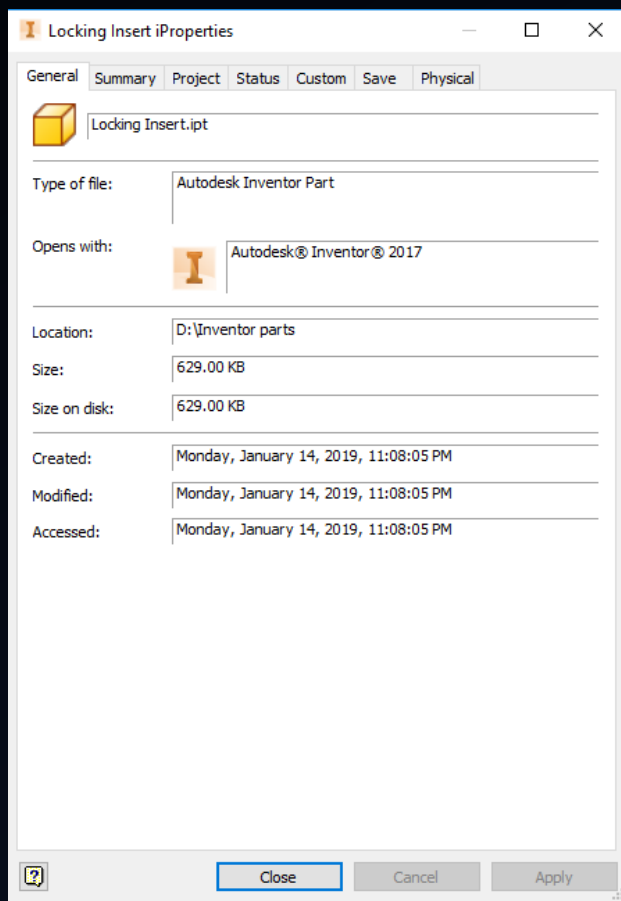 Locking Insert iProperties
General Summary Project Status Custom Save Physical
Locking Insert.ipt
Type of file: Autodesk Inventor Part
Opens with: Autodesk® Inventor® 2017
Location: D:\Inventor parts
Size: 629.00 KB
Size on disk: 629.00 KB
Created: Monday, January 14, 2019, 11:08:05 PM
Modified: Monday, January 14, 2019, 11:08:05 PM
Accessed: Monday, January 14, 2019, 11:08:05 PM
Close Cancel Apply